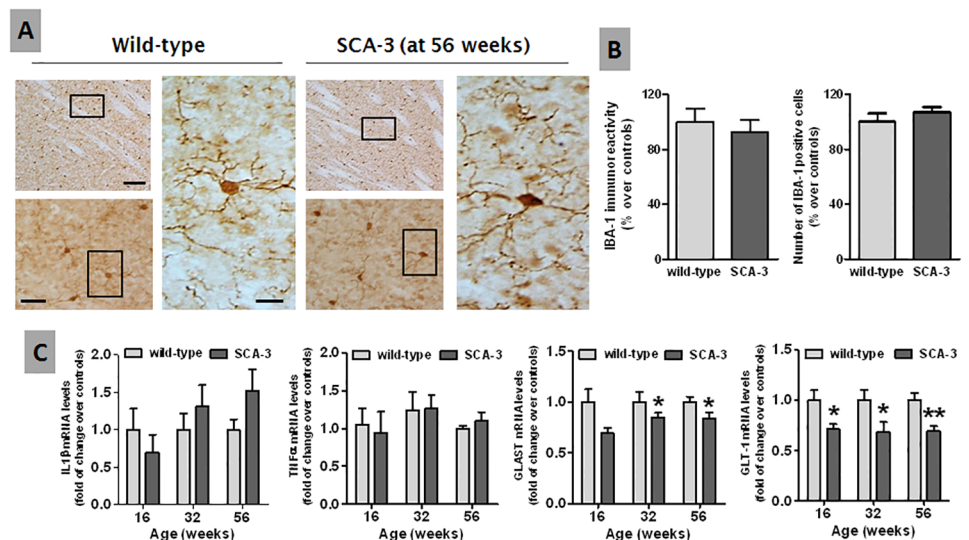 A
Wild-type
SCA-3 (at 56 weeks)
B
IBA-1 immunoreactivity
(% over controls)
120
80
40
0
wild-type SCA-3
Number of IBA-1positive cells
(% over controls)
120
80
40
0
wild-type SCA-3
C
IL1β mRIIA levels
(fold of change over controls)
wild-type SCA-3
2.0
1.5
1.0
0.5
0.0
16 32 56
Age (weeks)
TIIFα mRIIA levels
(fold of change over controls)
wild-type SCA-3
2.0
1.5
1.0
0.5
0.0
16 32 56
Age (weeks)
GLAST mRIIA levels
(fold of change over controls)
wild-type SCA-3
1.5
1.0
0.5
0.0
* *
16 32 56
Age (weeks)
GLT-1 mRIIA levels
(fold of change over controls)
wild-type SCA-3
1.5
1.0
0.5
0.0
* * **
16 32 56
Age (weeks)